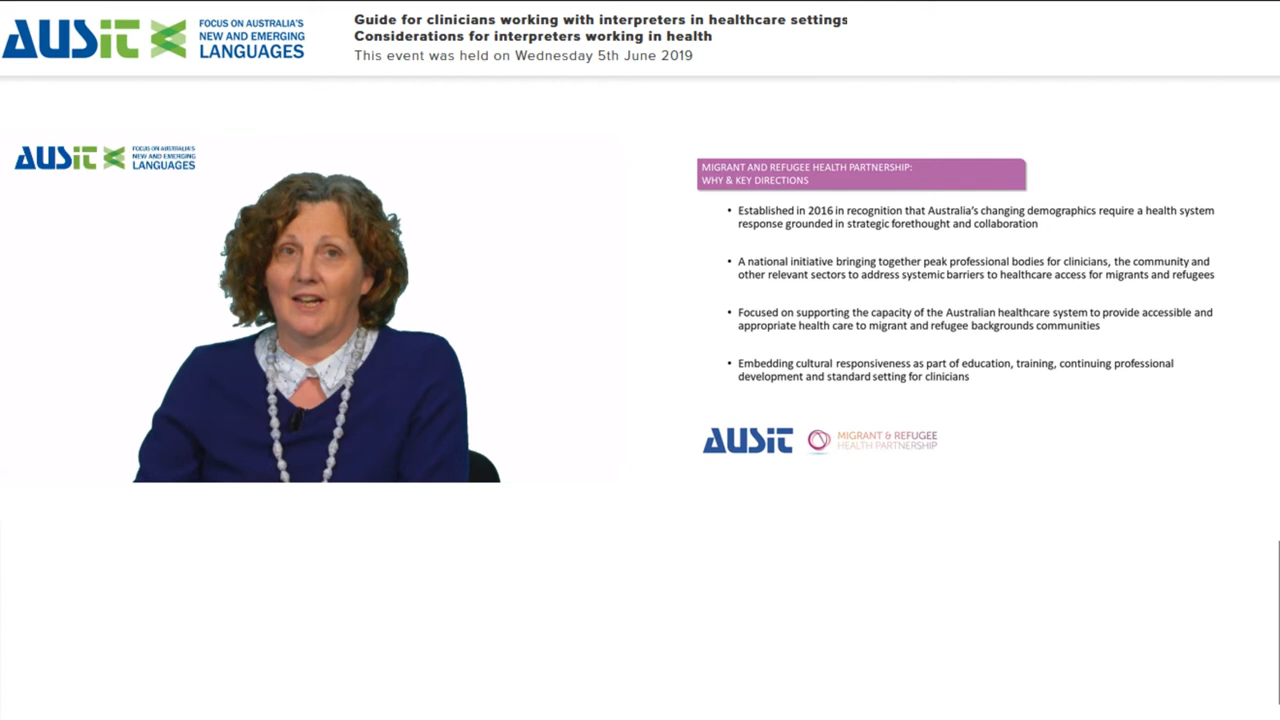 AUSiT
FOCUS ON AUSTRALIA'S
NEW AND EMERGING
LANGUAGES
Guide for clinicians working with interpreters in healthcare settings
Considerations for interpreters working in health
This event was held on Wednesday 5th June 2019
AUSiT
FOCUS ON AUSTRALIA'S
NEW AND EMERGING
LANGUAGES
MIGRANT AND REFUGEE HEALTH PARTNERSHIP:
WHY & KEY DIRECTIONS
• Established in 2016 in recognition that Australia's changing demographics require a health system
response grounded in strategic forethought and collaboration
• A national initiative bringing together peak professional bodies for clinicians, the community and
other relevant sectors to address systemic barriers to healthcare access for migrants and refugees
• Focused on supporting the capacity of the Australian healthcare system to provide accessible and
appropriate health care to migrant and refugee backgrounds communities
• Embedding cultural responsiveness as part of education, training, continuing professional
development and standard setting for clinicians
AUSiT
MIGRANT & REFUGEE
HEALTH PARTNERSHIP